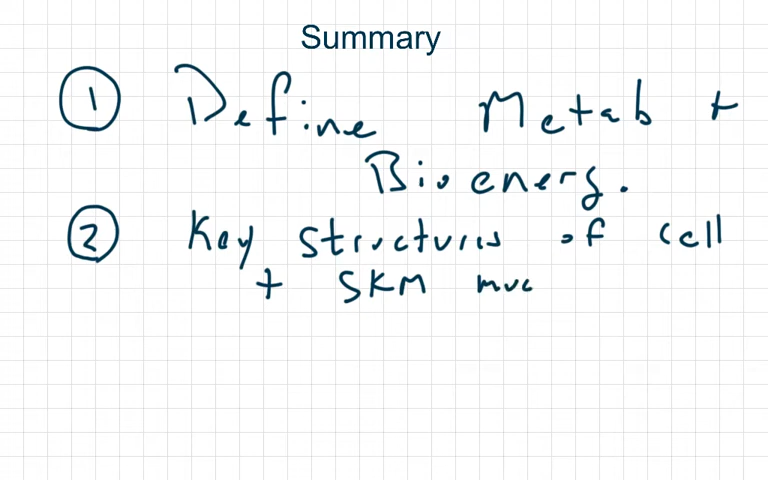 Summary
① Define Metab +
Bioenerg.
② Key structures of cell
+ SKM muc